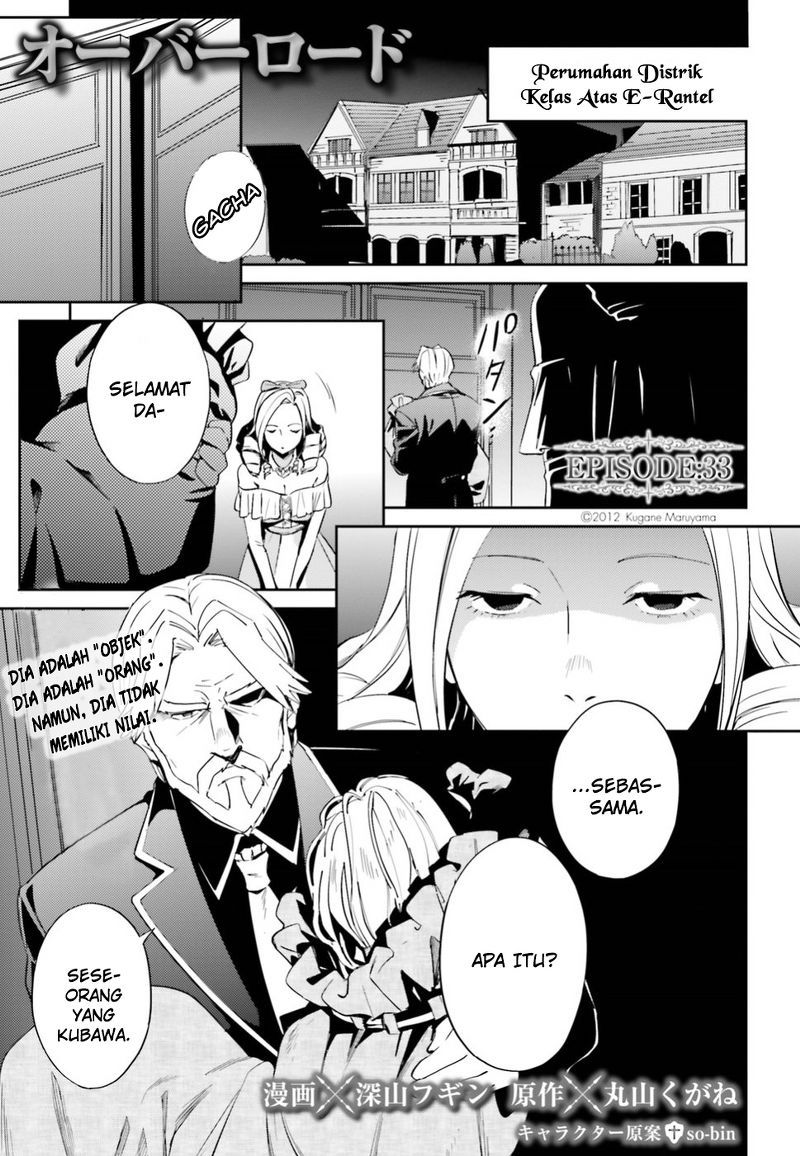 オーバーロード
Perumahan Distrik
Kelas Atas E-Rantel
GACHA
パタン
EPISODE:33
©2012 Kugane Maruyama
SELAMAT
DA-
...SEBAS-
SAMA.
DIA ADALAH "OBJEK".
DIA ADALAH "ORANG".
NAMUN, DIA TIDAK
MEMILIKI NILAI.
APA ITU?
SESE-
ORANG
YANG
KUBAWA.
漫画×深山フギン 原作×丸山くがね
キャラクター原案 so-bin